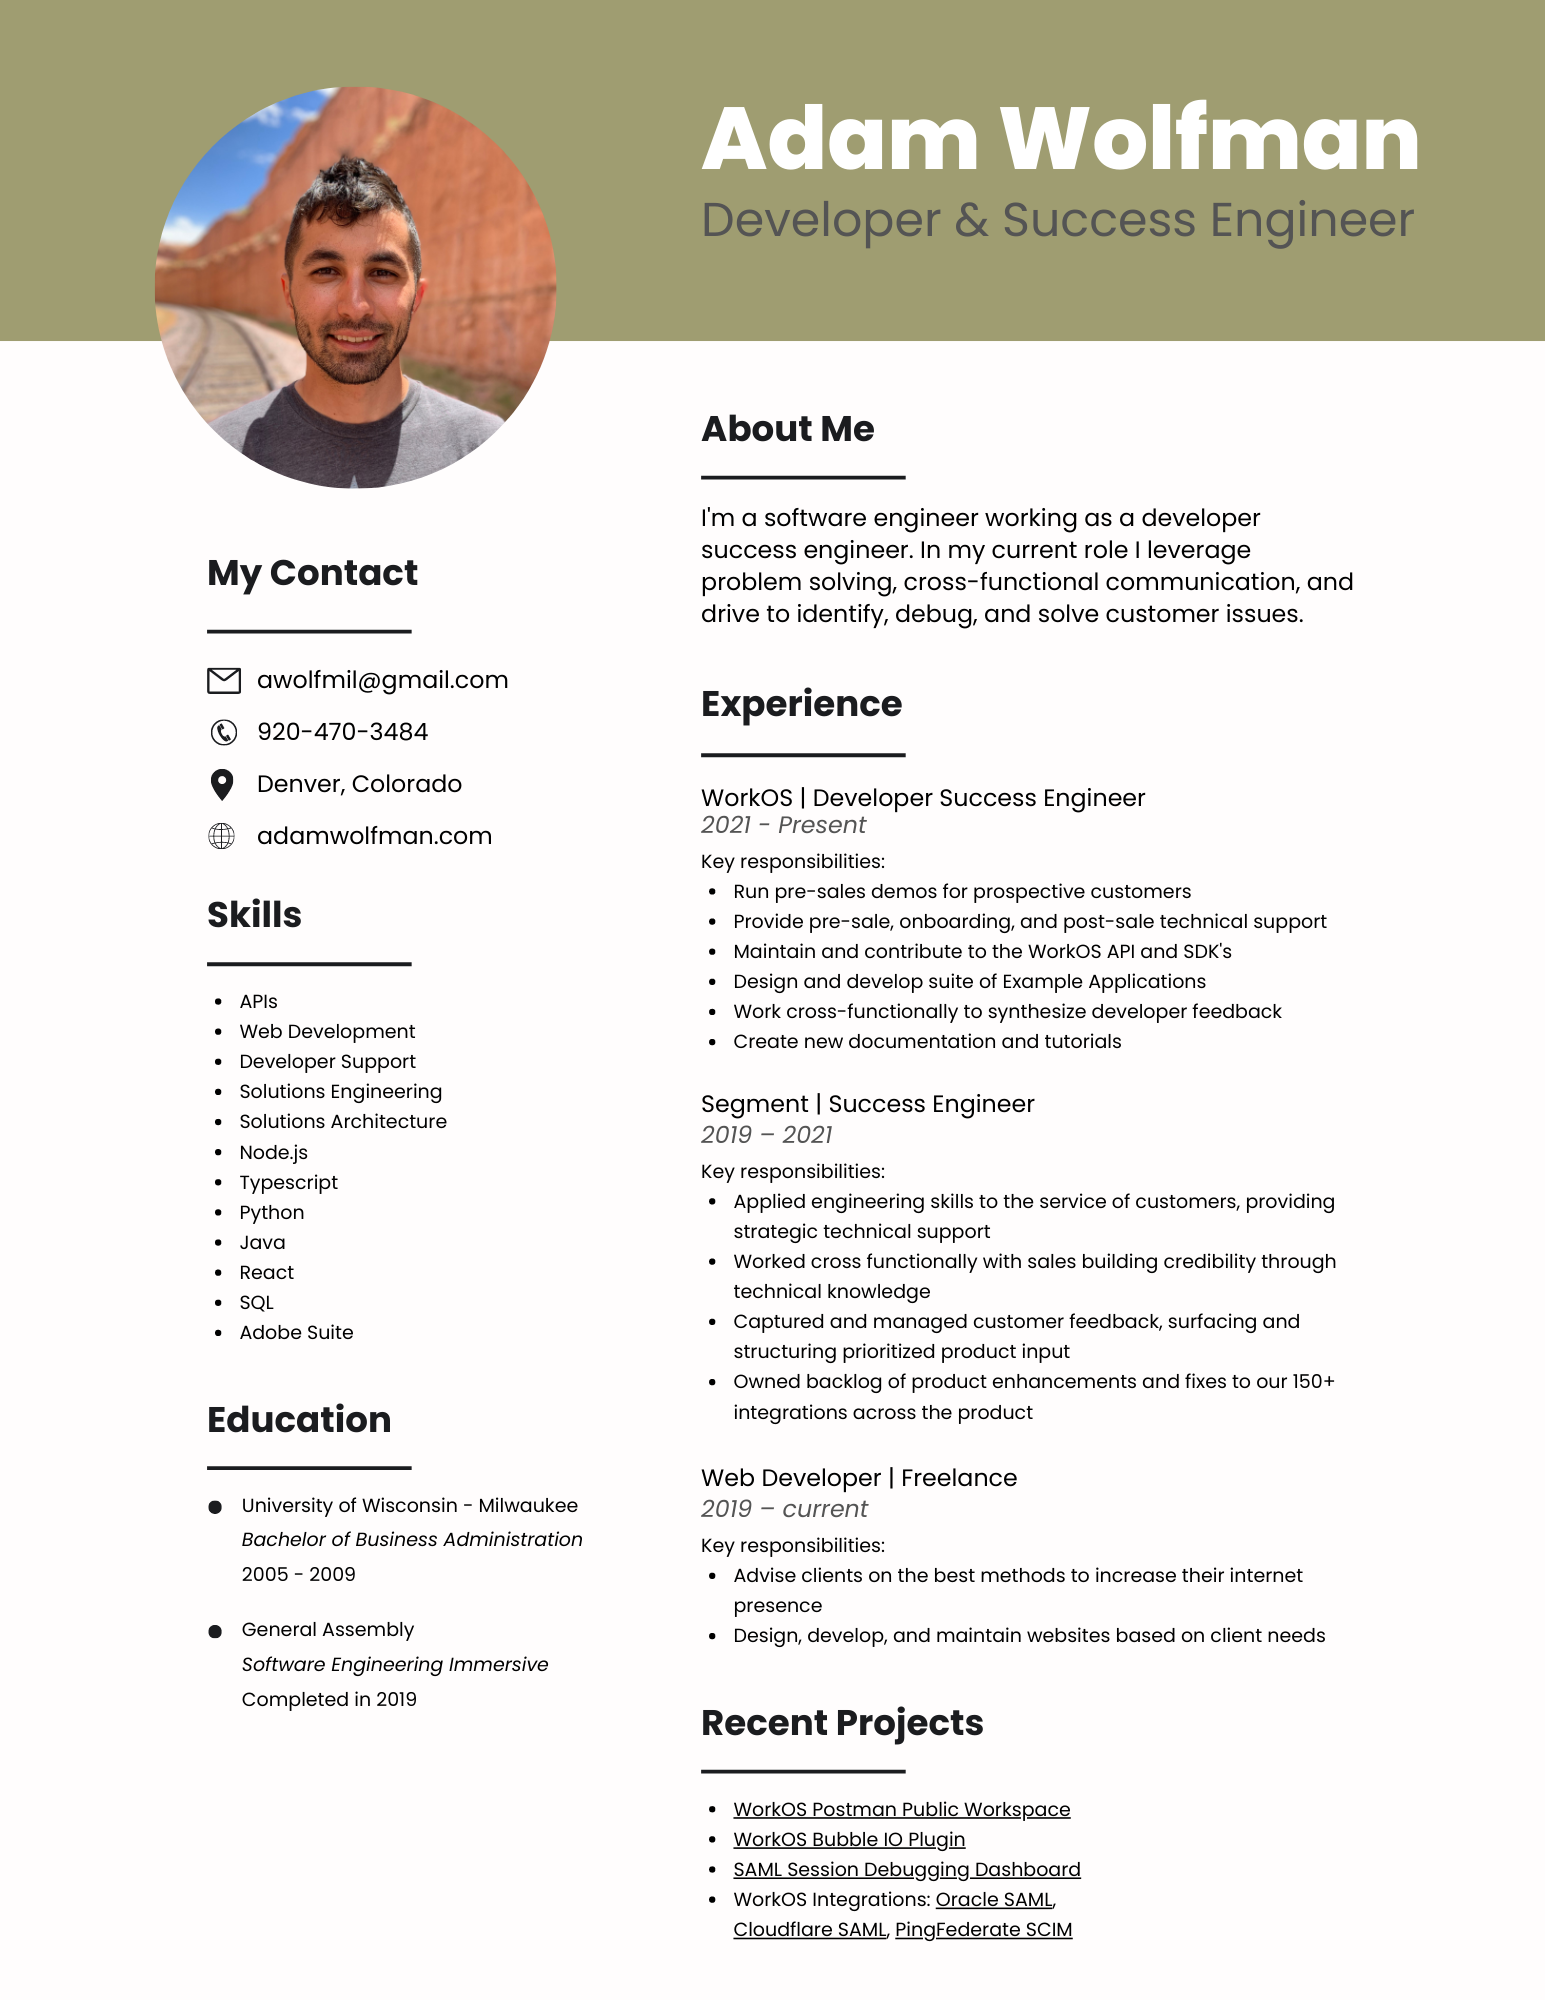 Adam Wolfman
Developer & Success Engineer
My Contact
awolfmil@gmail.com
920-470-3484
Denver, Colorado
adamwolfman.com
Skills
APIs
Web Development
Developer Support
Solutions Engineering
Solutions Architecture
Node.js
Typescript
Python
Java
React
SQL
Adobe Suite
Education
University of Wisconsin - Milwaukee
Bachelor of Business Administration
2005 - 2009
General Assembly
Software Engineering Immersive
Completed in 2019
About Me
I'm a software engineer working as a developer
success engineer. In my current role I leverage
problem solving, cross-functional communication, and
drive to identify, debug, and solve customer issues.
Experience
WorkOS | Developer Success Engineer
2021 - Present
Key responsibilities:
Run pre-sales demos for prospective customers
Provide pre-sale, onboarding, and post-sale technical support
Maintain and contribute to the WorkOS API and SDK's
Design and develop suite of Example Applications
Work cross-functionally to synthesize developer feedback
Create new documentation and tutorials
Segment | Success Engineer
2019 – 2021
Key responsibilities:
Applied engineering skills to the service of customers, providing
strategic technical support
Worked cross functionally with sales building credibility through
technical knowledge
Captured and managed customer feedback, surfacing and
structuring prioritized product input
Owned backlog of product enhancements and fixes to our 150+
integrations across the product
Web Developer | Freelance
2019 – current
Key responsibilities:
Advise clients on the best methods to increase their internet
presence
Design, develop, and maintain websites based on client needs
Recent Projects
WorkOS Postman Public Workspace
WorkOS Bubble IO Plugin
SAML Session Debugging Dashboard
WorkOS Integrations: Oracle SAML,
Cloudflare SAML, PingFederate SCIM